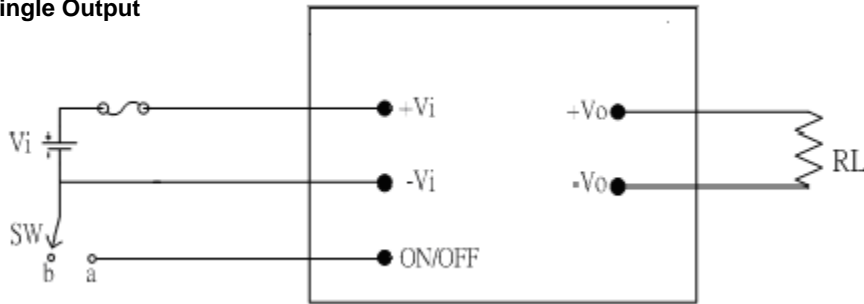 ingle Output
+Vi
+Vo
Vi
RL
-Vi
-Vo
SW
b
a
ON/OFF